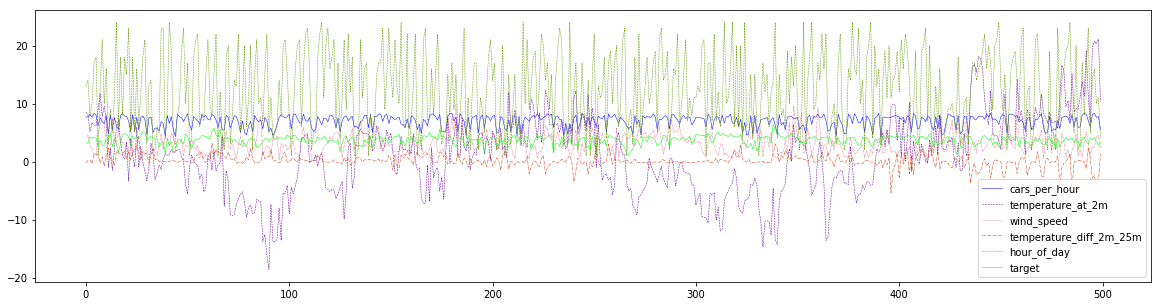 20
10
0
−10
−20
0
100
200
300
400
500
cars_per_hour
temperature_at_2m
wind_speed
temperature_diff_2m_25m
hour_of_day
target